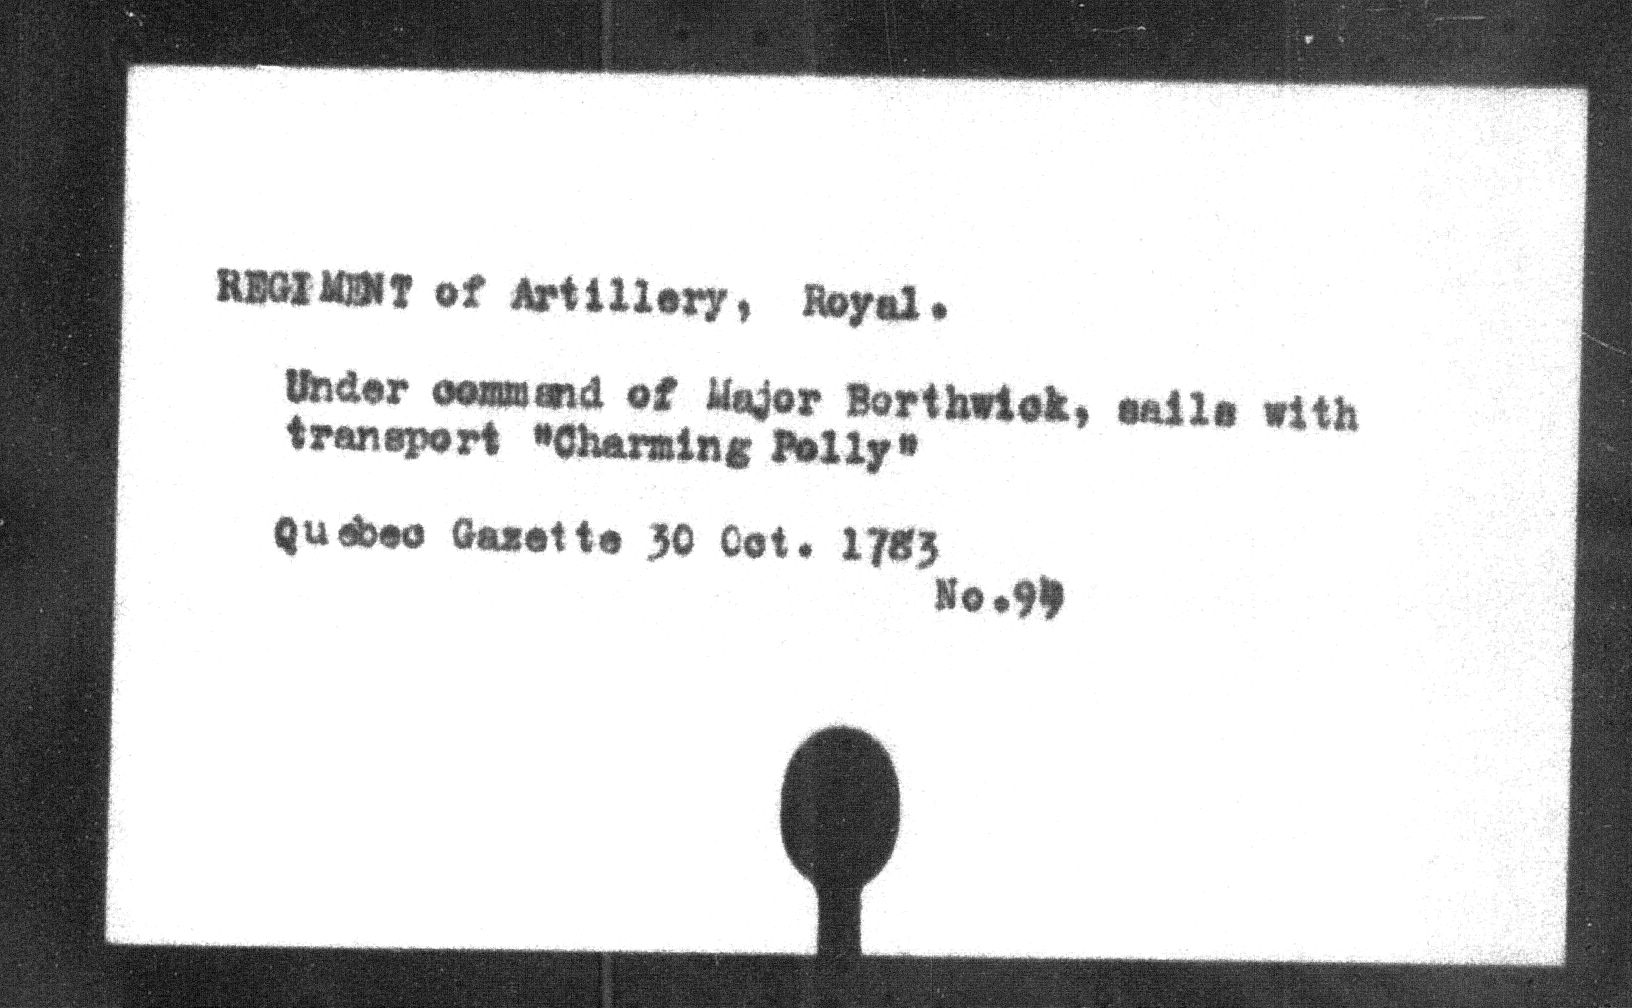 REGIMENT of Artillery, Royal.
Under command of Major Borthwick, sails with
transport "Charming Polly"
Quebec Gazette 30 Oct. 1783